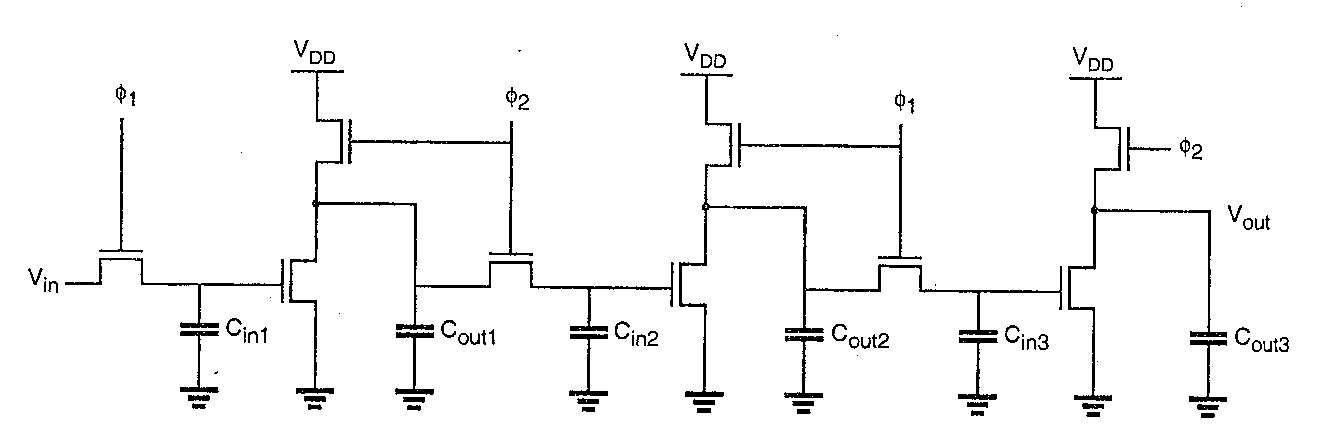 V_DD V_DD V_DD
ϕ1 ϕ2 ϕ1
ϕ2
V_out
V_in
C_in1 C_out1 C_in2 C_out2 C_in3 C_out3